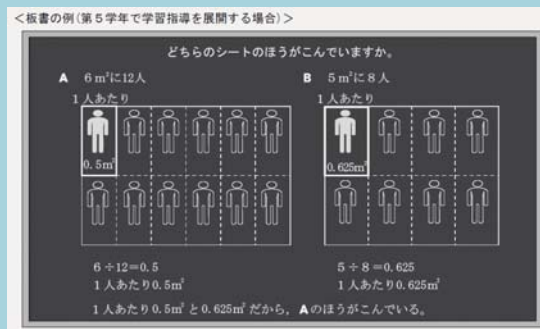 ＜板書の例(第５学年で学習指導を展開する場合)＞
どちらのシートのほうがこんでいますか。
A　６㎡に12人
１人あたり
0.5㎡
６÷12＝0.5
１人あたり0.5㎡
B　５㎡に８人
１人あたり
0.625㎡
５÷８＝0.625
１人あたり0.625㎡
１人あたり0.5㎡と0.625㎡だから，Aのほうがこんでいる。